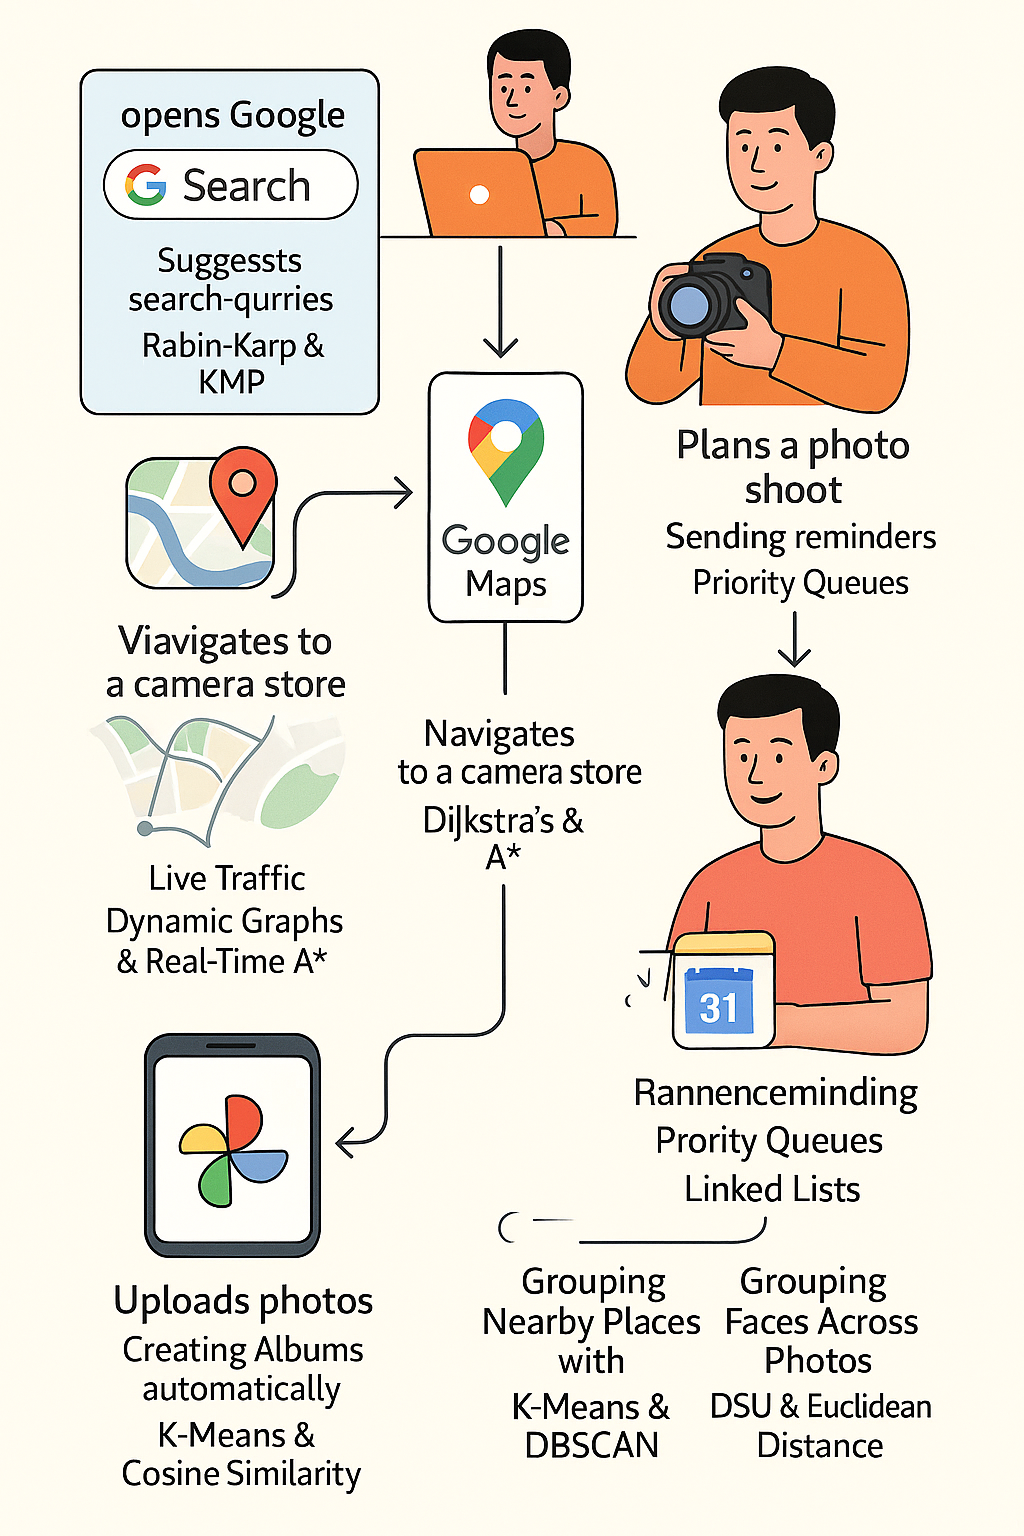 opens Google
G Search
Suggessts
search-qurries
Rabin-Karp &
KMP
Google
Maps
Plans a photo
shoot
Sending reminders
Priority Queues
Viavigates to
a camera store
Live Traffic
Dynamic Graphs
& Real-Time A*
Navigates
to a camera store
Dijkstra's &
A*
31
Rannenceminding
Prority Queues
Linked Lists
Uploads photos
Creating Albums
automatically
K-Means &
Cosine Similarity
Grouping
Nearby Places
with
K-Means &
DBSCAN
Grouping
Faces Across
Photos
DSU & Euclidean
Distance